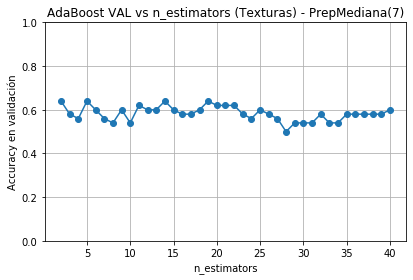 AdaBoost VAL vs n_estimators (Texturas) - PrepMediana(7)
1.0
0.8
0.6
0.4
0.2
0.0
Accuracy en validación
5 10 15 20 25 30 35 40
n_estimators